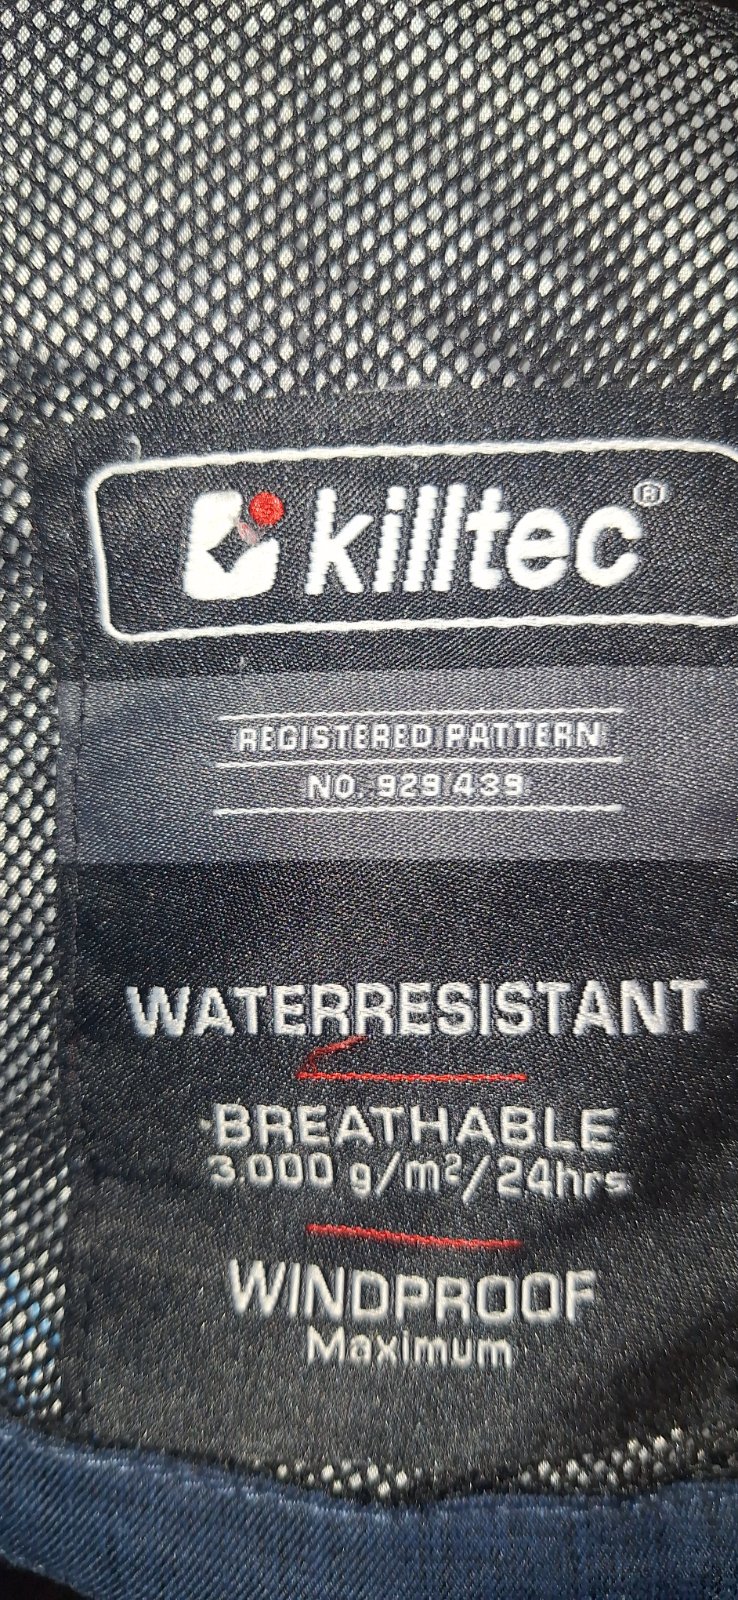 killtec®
REGISTERED PATTERN
NO. 929 439
WATERRESISTANT
BREATHABLE
3.000 g/m²/24hrs
WINDPROOF
Maximum